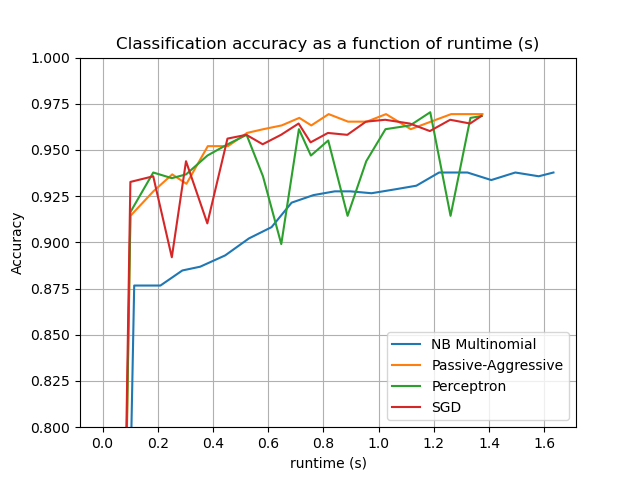 Classification accuracy as a function of runtime (s)
1.000
0.975
0.950
0.925
0.900
0.875
0.850
0.825
0.800
Accuracy
NB Multinomial
Passive-Aggressive
Perceptron
SGD
0.0 0.2 0.4 0.6 0.8 1.0 1.2 1.4 1.6
runtime (s)